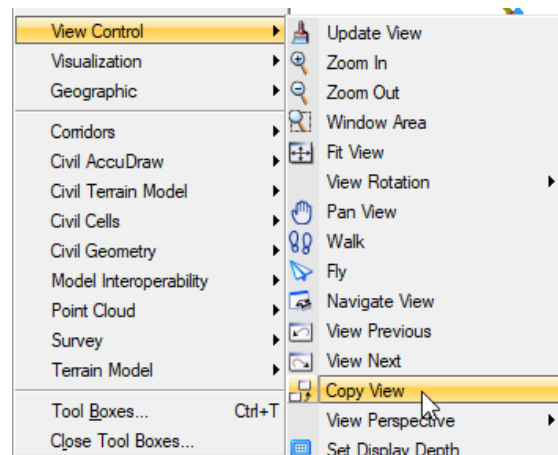 View Control
Visualization
Geographic
Corridors
Civil AccuDraw
Civil Terrain Model
Civil Cells
Civil Geometry
Model Interoperability
Point Cloud
Survey
Terrain Model
Tool Boxes... Ctrl+T
Close Tool Boxes...
Update View
Zoom In
Zoom Out
Window Area
Fit View
View Rotation
Pan View
Walk
Fly
Navigate View
View Previous
View Next
Copy View
View Perspective
Set Display Depth